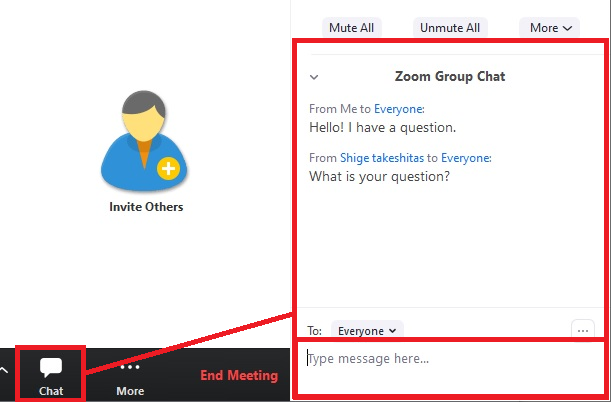 Mute All
Unmute All
More
Zoom Group Chat
From Me to Everyone:
Hello! I have a question.
From Shige takeshitas to Everyone:
What is your question?
Invite Others
To: Everyone
...
Type message here...
Chat
More
End Meeting